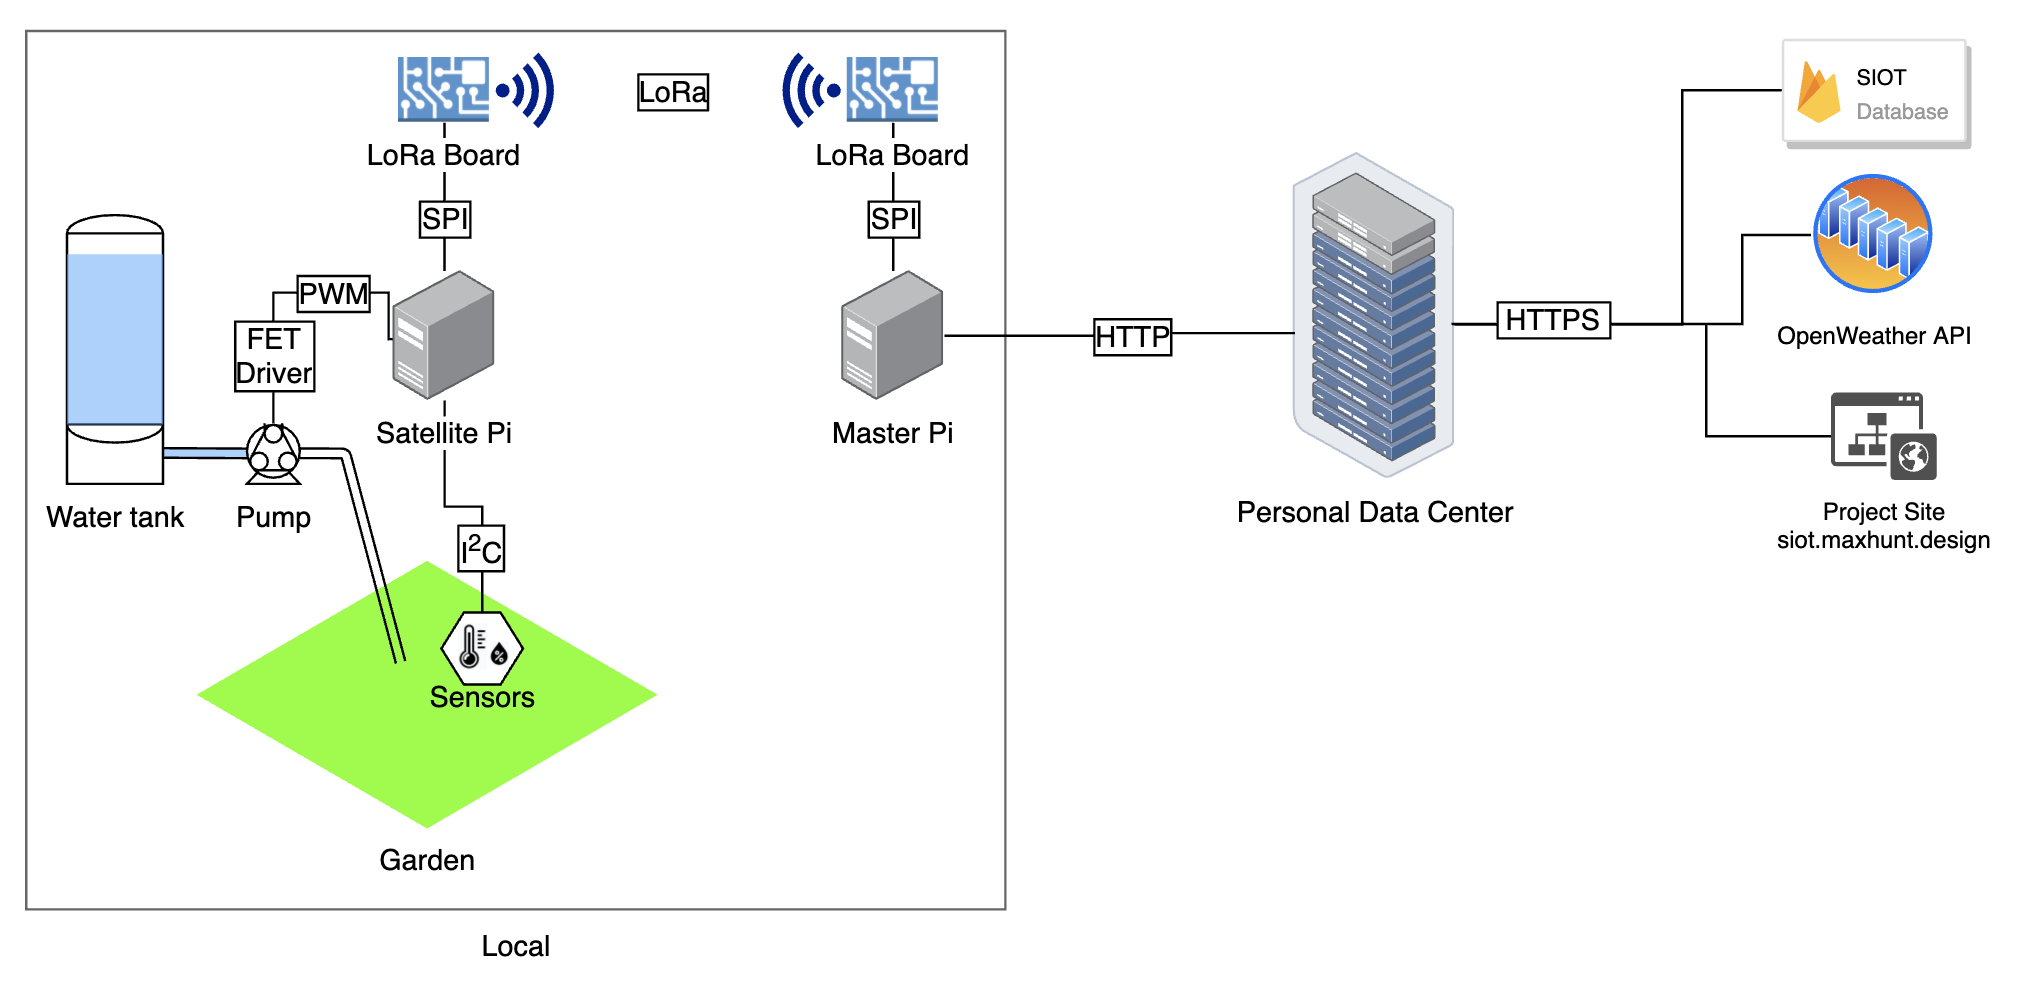 LoRa
LoRa Board
LoRa Board
SIOT
Database
SPI
SPI
PWM
FET
Driver
HTTP
HTTPS
OpenWeather API
Satellite Pi
Master Pi
Water tank
Pump
Personal Data Center
Project Site
siot.maxhunt.design
I²C
%
Sensors
Garden
Local